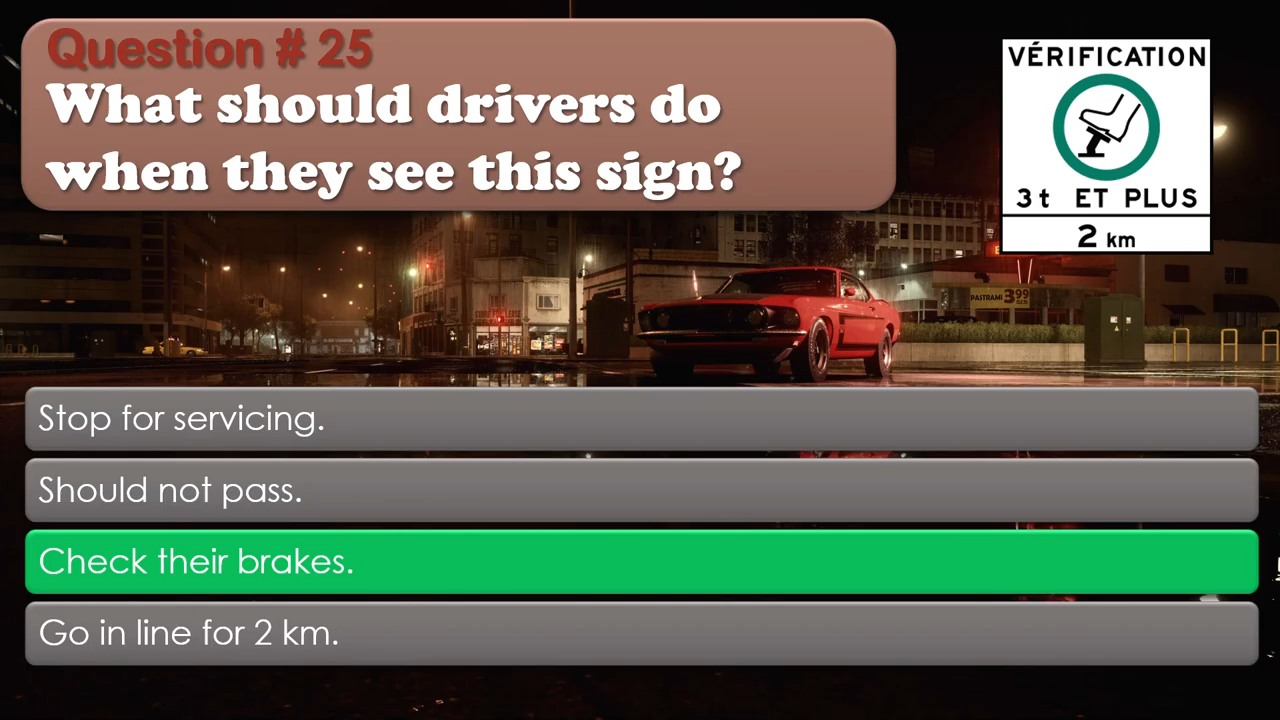 Question # 25
What should drivers do
when they see this sign?
VÉRIFICATION
3t ET PLUS
2 km
PASTRAMI 3.99
Stop for servicing.
Should not pass.
Check their brakes.
Go in line for 2 km.